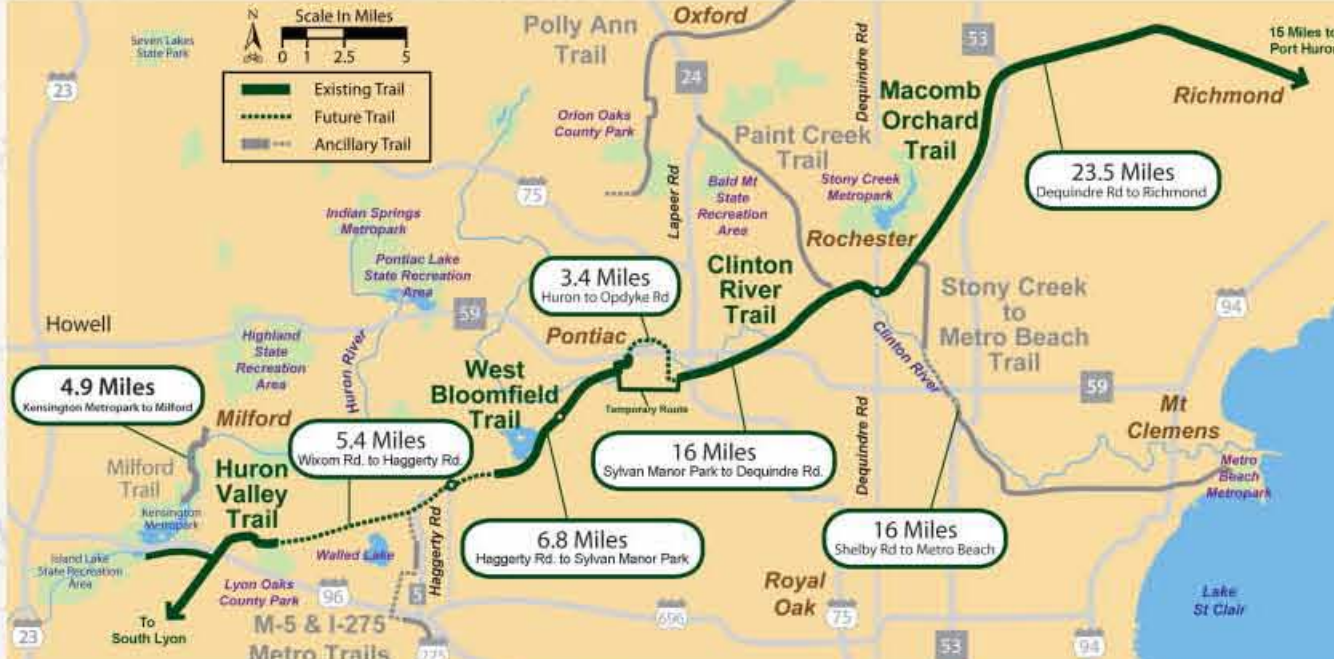 Seven Lakes
State Park
N
Scale In Miles
0 1 2.5 5
Existing Trail
Future Trail
Ancillary Trail
23
Polly Ann
Trail
Oxford
24
Dequindre Rd
53
15 Miles to
Port Huron
Richmond
Macomb
Orchard
Trail
23.5 Miles
Dequindre Rd to Richmond
Orion Oaks
County Park
Paint Creek
Trail
75
Lapeer Rd
Bald Mt
State
Recreation
Area
Stony Creek
Metropark
Rochester
Indian Springs
Metropark
Pontiac Lake
State Recreation
Area
3.4 Miles
Huron to Opdyke Rd
Clinton
River
Trail
Stony Creek
to
Metro Beach
Trail
94
Howell
59
Pontiac
Highland
State
Recreation
Area
Huron River
Clinton River
4.9 Miles
Kensington Metropark to Milford
West
Bloomfield
Trail
Temporary Route
59
Mt
Clemens
Milford
5.4 Miles
Wixom Rd. to Haggerty Rd.
16 Miles
Sylvan Manor Park to Dequindre Rd.
Dequindre Rd
Metro
Beach
Metropark
Milford
Trail
Huron
Valley
Trail
Kensington
Metropark
Haggerty Rd
6.8 Miles
Haggerty Rd. to Sylvan Manor Park
16 Miles
Shelby Rd to Metro Beach
Island Lake
State Recreation
Area
Walled Lake
Lyon Oaks
County Park
96
5
696
Royal
Oak
75
Lake
St Clair
23
To
South Lyon
M-5 & I-275
Metro Trails
275
53
94